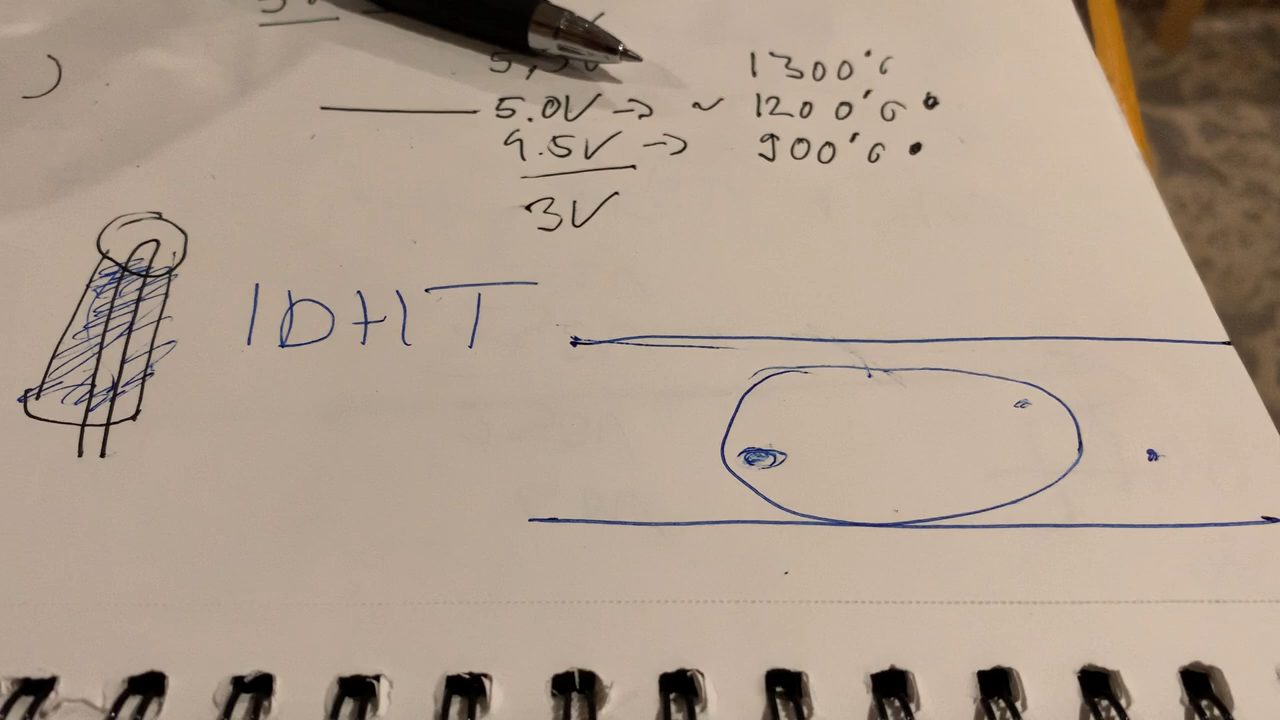 1300°C
5.0V → ~ 1200°C
4.5V → 900°C
3V
IDHT